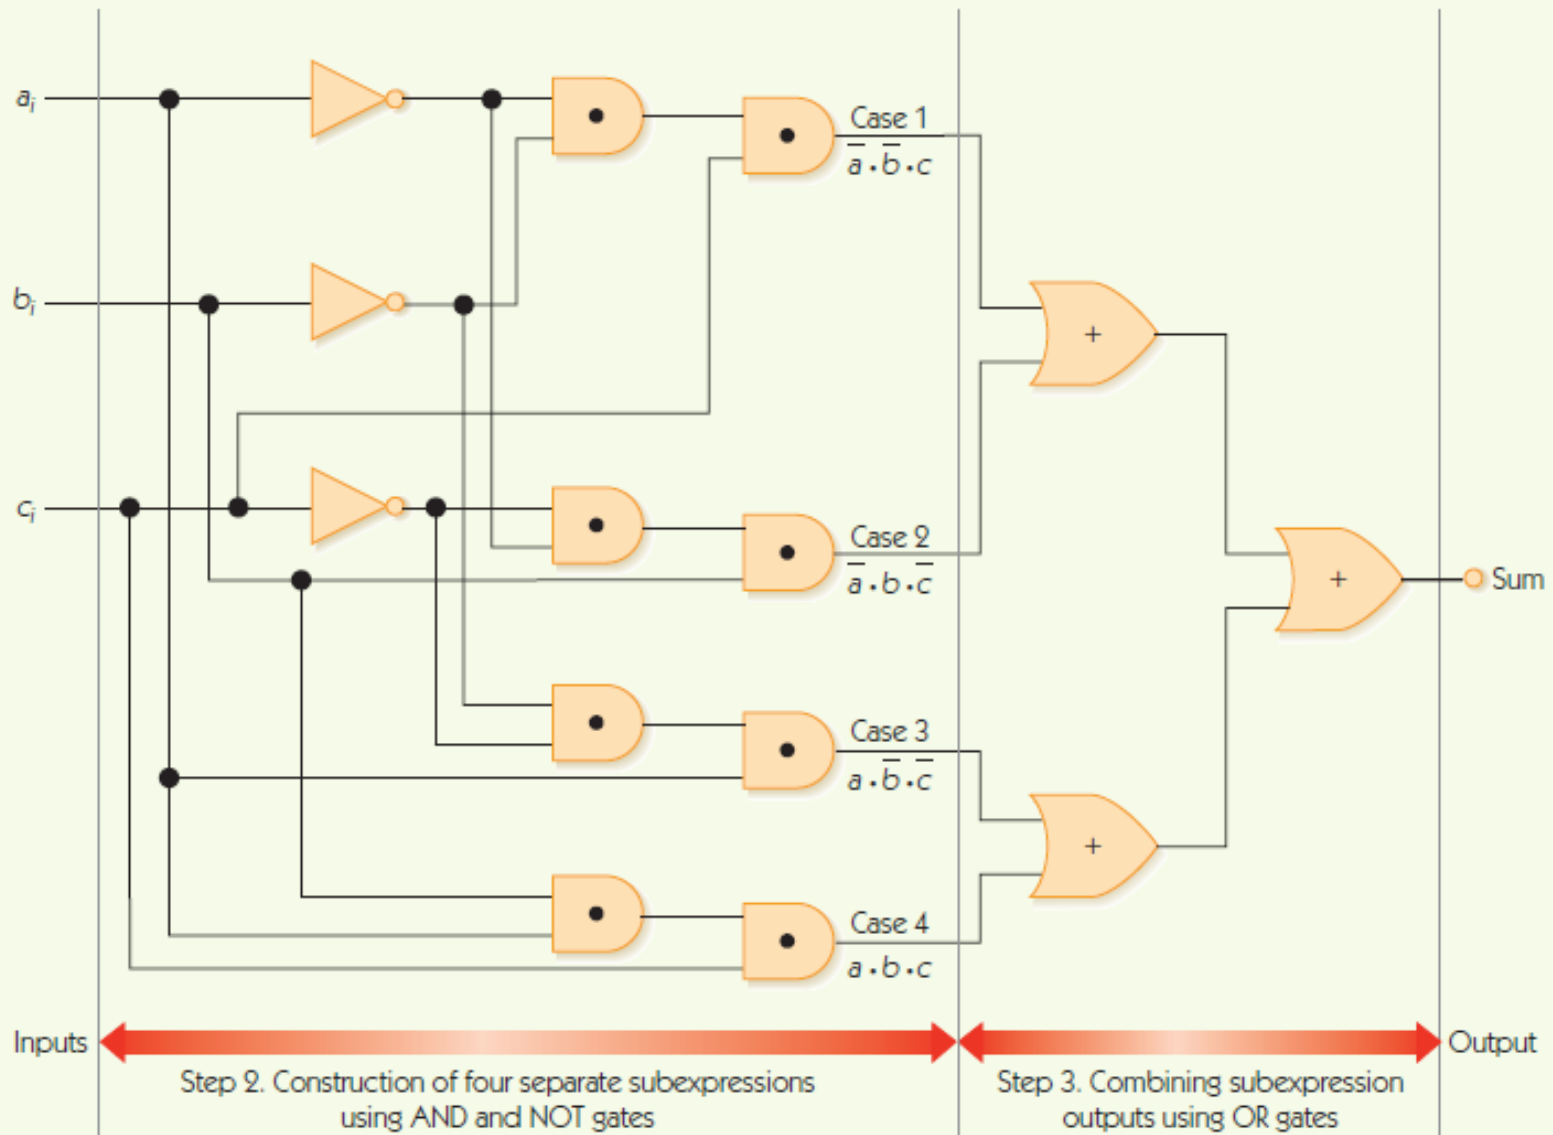 aᵢ
Case 1
a̅ · b̅ · c
+
bᵢ
cᵢ
Case 2
a̅ · b · c̅
+
Sum
Case 3
a · b̅ · c̅
+
Case 4
a · b · c
Inputs
Output
Step 2. Construction of four separate subexpressions
using AND and NOT gates
Step 3. Combining subexpression
outputs using OR gates